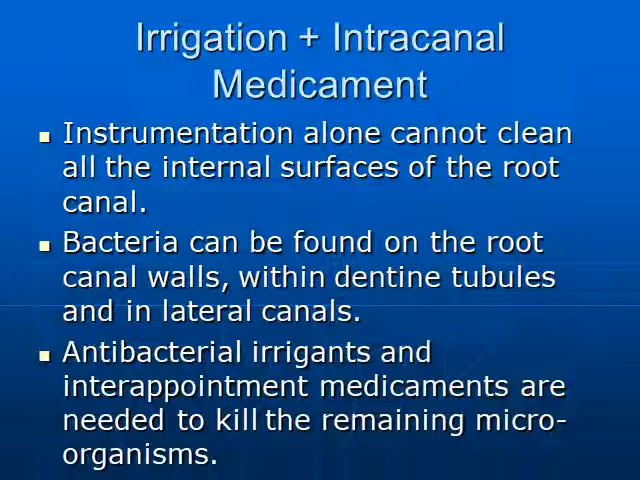 Irrigation + Intracanal
Medicament
Instrumentation alone cannot clean
all the internal surfaces of the root
canal.
Bacteria can be found on the root
canal walls, within dentine tubules
and in lateral canals.
Antibacterial irrigants and
interappointment medicaments are
needed to kill the remaining micro-
organisms.